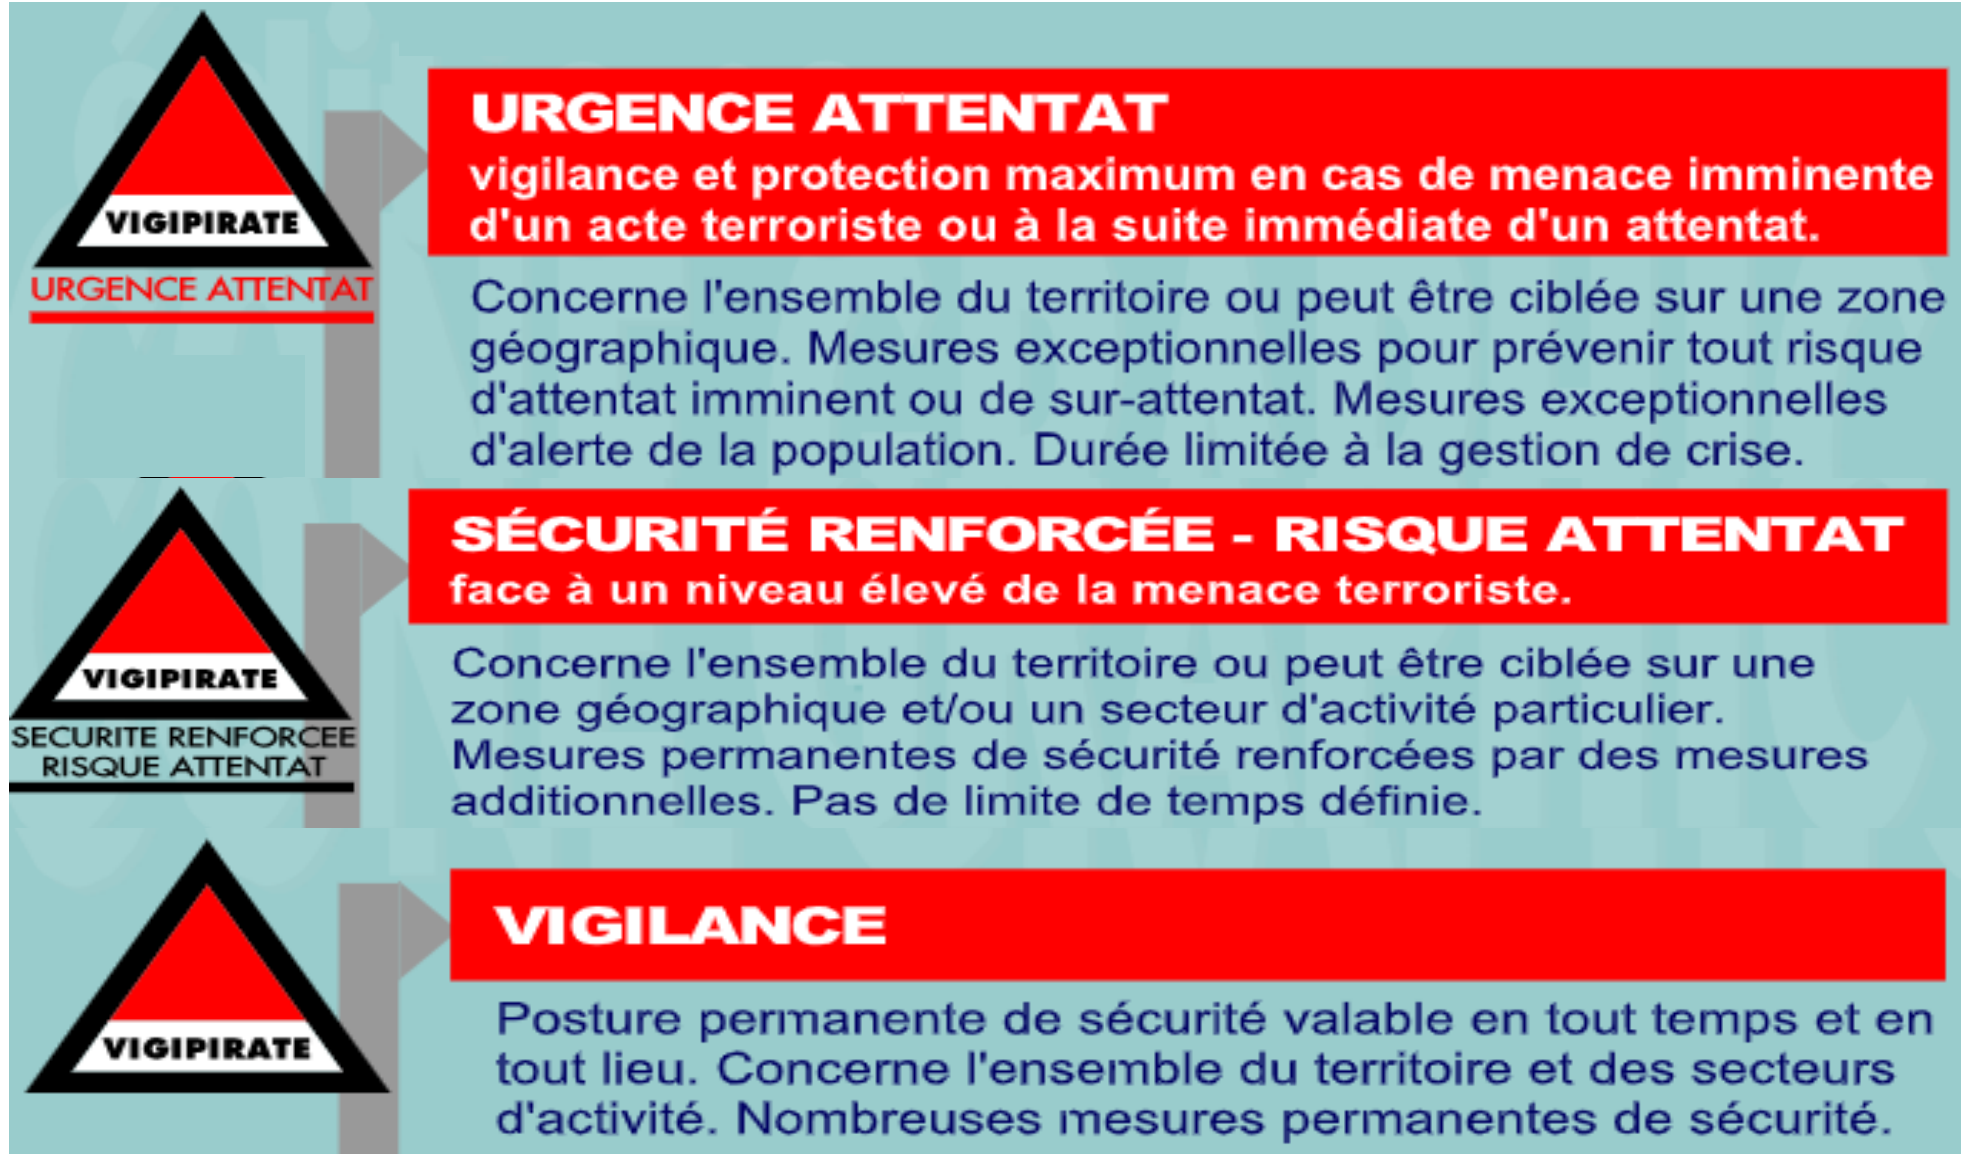 VIGIPIRATE
URGENCE ATTENTAT
URGENCE ATTENTAT
vigilance et protection maximum en cas de menace imminente
d'un acte terroriste ou à la suite immédiate d'un attentat.
Concerne l'ensemble du territoire ou peut être ciblée sur une zone
géographique. Mesures exceptionnelles pour prévenir tout risque
d'attentat imminent ou de sur-attentat. Mesures exceptionnelles
d'alerte de la population. Durée limitée à la gestion de crise.
VIGIPIRATE
SECURITE RENFORCEE
RISQUE ATTENTAT
SÉCURITÉ RENFORCÉE - RISQUE ATTENTAT
face à un niveau élevé de la menace terroriste.
Concerne l'ensemble du territoire ou peut être ciblée sur une
zone géographique et/ou un secteur d'activité particulier.
Mesures permanentes de sécurité renforcées par des mesures
additionnelles. Pas de limite de temps définie.
VIGIPIRATE
VIGILANCE
Posture permanente de sécurité valable en tout temps et en
tout lieu. Concerne l'ensemble du territoire et des secteurs
d'activité. Nombreuses mesures permanentes de sécurité.